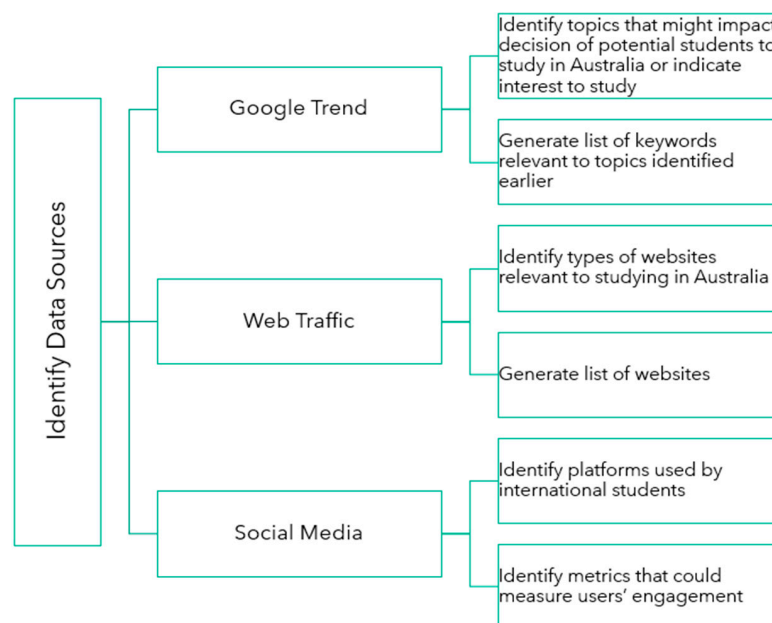 Identify Data Sources
Google Trend
Identify topics that might impact
decision of potential students to
study in Australia or indicate
interest to study
Generate list of keywords
relevant to topics identified
earlier
Web Traffic
Identify types of websites
relevant to studying in Australia
Generate list of websites
Social Media
Identify platforms used by
international students
Identify metrics that could
measure users’ engagement